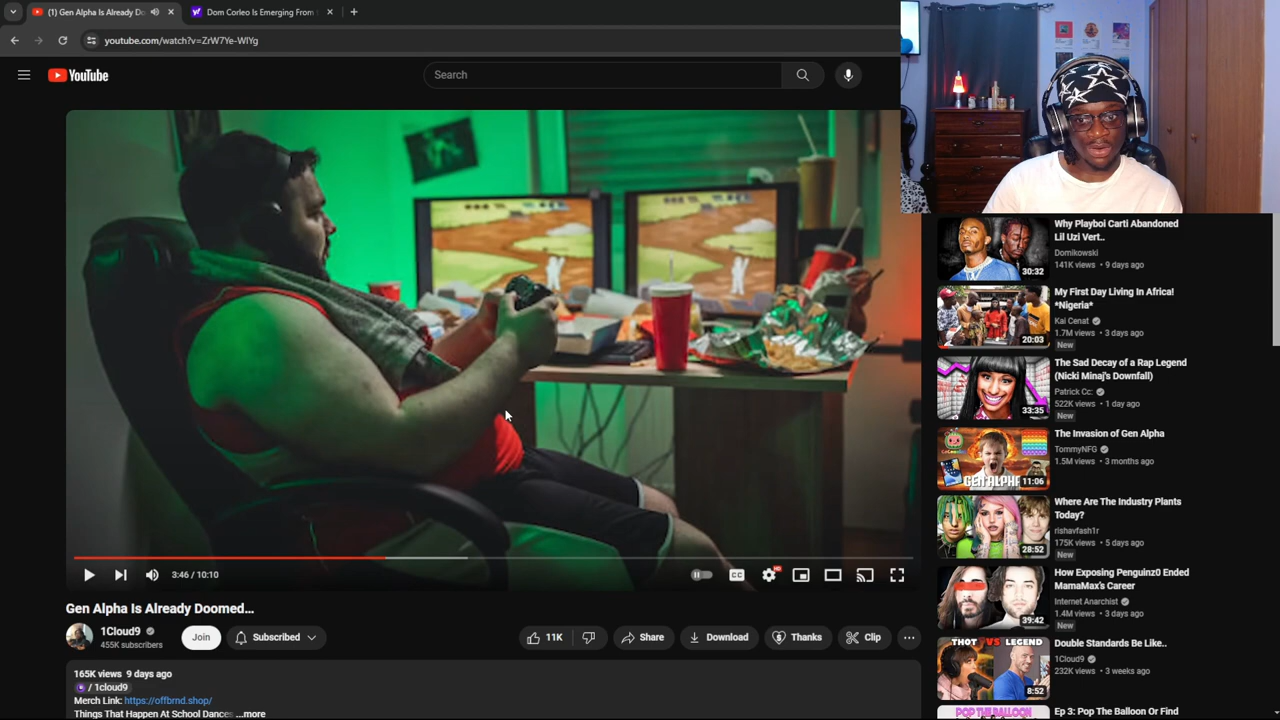 (1) Gen Alpha Is Already Do
Dom Corleo Is Emerging From
youtube.com/watch?v=ZrW7Ye-WlYg
YouTube
Search
3:46 / 10:10
CC
HD
Gen Alpha Is Already Doomed...
1Cloud9
455K subscribers
Join
Subscribed
11K
Share
Download
Thanks
Clip
165K views 9 days ago
/ 1cloud9
Merch Link: https://offbrnd.shop/
Things That Happen At School Dances ...more
Why Playboi Carti Abandoned
Lil Uzi Vert..
Domikowski
141K views • 9 days ago
30:32
My First Day Living In Africa!
*Nigeria*
Kai Cenat
1.7M views • 3 days ago
New
20:03
The Sad Decay of a Rap Legend
(Nicki Minaj's Downfall)
Patrick Cc:
522K views • 1 day ago
New
33:35
The Invasion of Gen Alpha
TommyNFG
1.5M views • 3 months ago
GEN ALPHA
11:06
Where Are The Industry Plants
Today?
rishavfash1r
175K views • 5 days ago
New
28:52
How Exposing Penguinz0 Ended
MamaMax's Career
Internet Anarchist
1.4M views • 3 days ago
New
39:42
Double Standards Be Like..
1Cloud9
232K views • 3 weeks ago
THOT VS LEGEND
8:52
Ep 3: Pop The Balloon Or Find
POP THE BALLOON